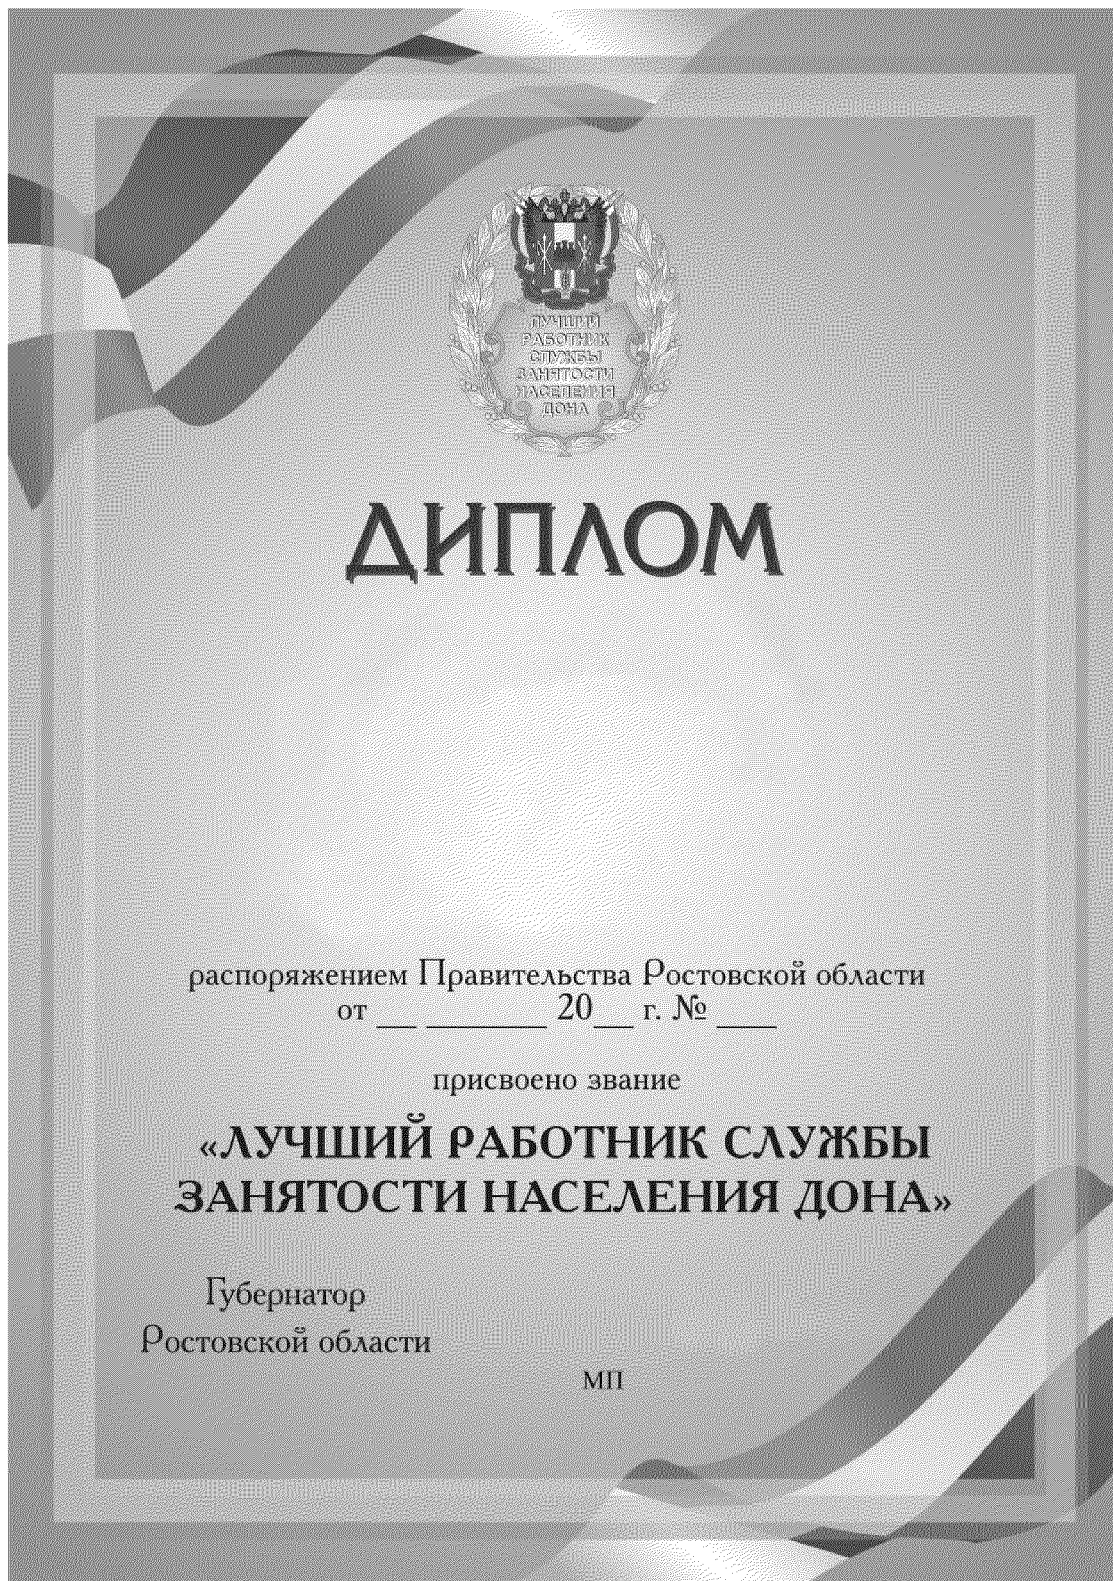 ЛУЧШИЙ
РАБОТНИК
СЛУЖБЫ
ЗАНЯТОСТИ
НАСЕЛЕНИЯ
ДОНА
ДИПЛОМ
распоряжением Правительства Ростовской области
от __ ______ 20__ г. № ___
присвоено звание
«ЛУЧШИЙ РАБОТНИК СЛУЖБЫ
ЗАНЯТОСТИ НАСЕЛЕНИЯ ДОНА»
Губернатор
Ростовской области
МП